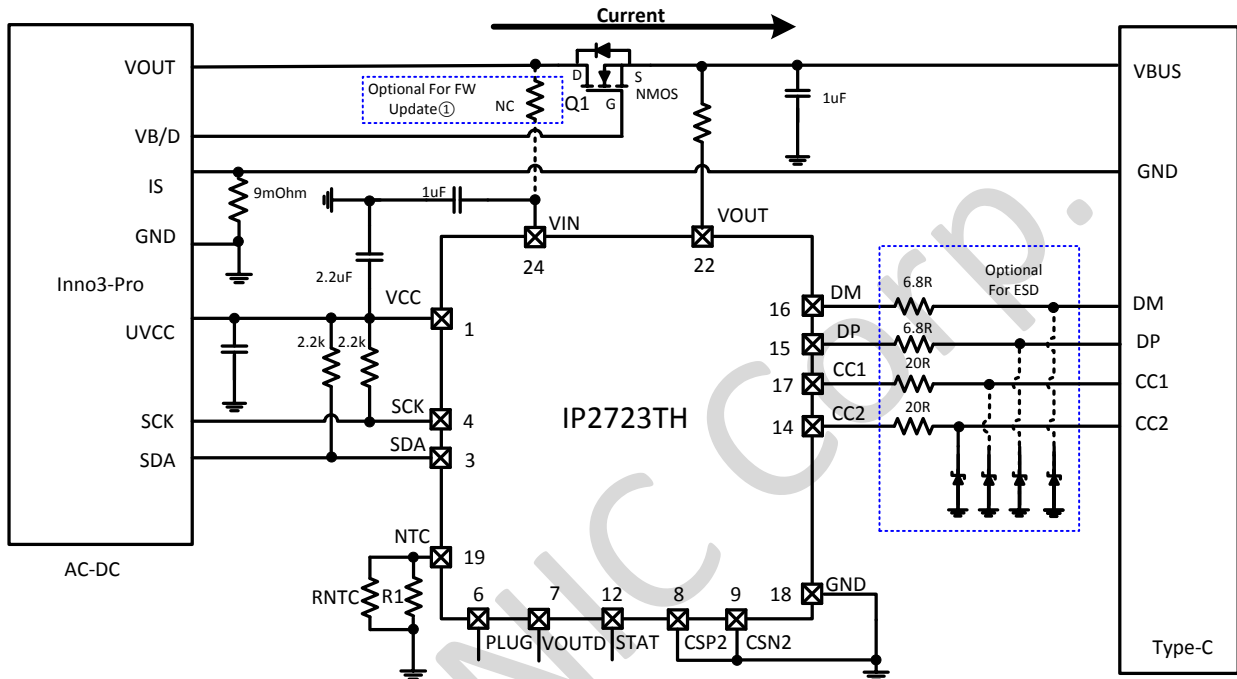 Current
VOUT
D
S
NMOS
VBUS
Optional For FW
Update①
NC
Q1
G
1uF
VB/D
IS
GND
9mOhm
1uF
VIN
VOUT
GND
24
22
Inno3-Pro
2.2uF
VCC
1
UVCC
2.2k
2.2k
Optional
For ESD
16
DM
6.8R
DM
15
DP
6.8R
DP
17
CC1
20R
CC1
14
CC2
20R
CC2
SCK
SCK
4
IP2723TH
SDA
SDA
3
NTC
19
AC-DC
RNTC
R1
6
7
12
8
9
18
GND
PLUG
VOUTD
STAT
CSP2
CSN2
Type-C
NIC Corp.